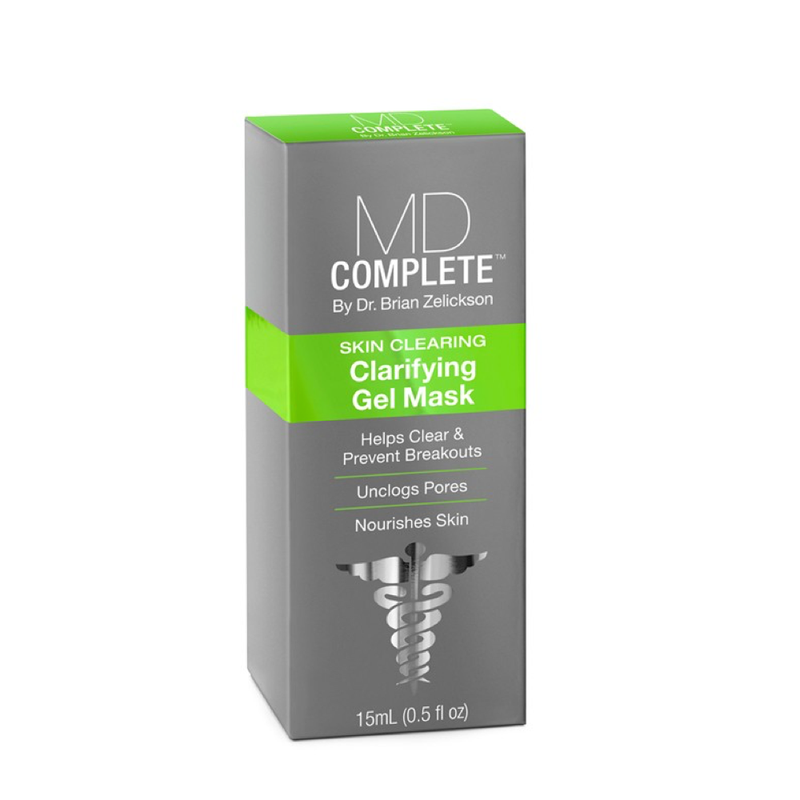 MD
COMPLETE™
By Dr. Brian Zelickson
MD
COMPLETE™
By Dr. Brian Zelickson
SKIN CLEARING
Clarifying
Gel Mask
Helps Clear &
Prevent Breakouts
Unclogs Pores
Nourishes Skin
15mL (0.5 fl oz)